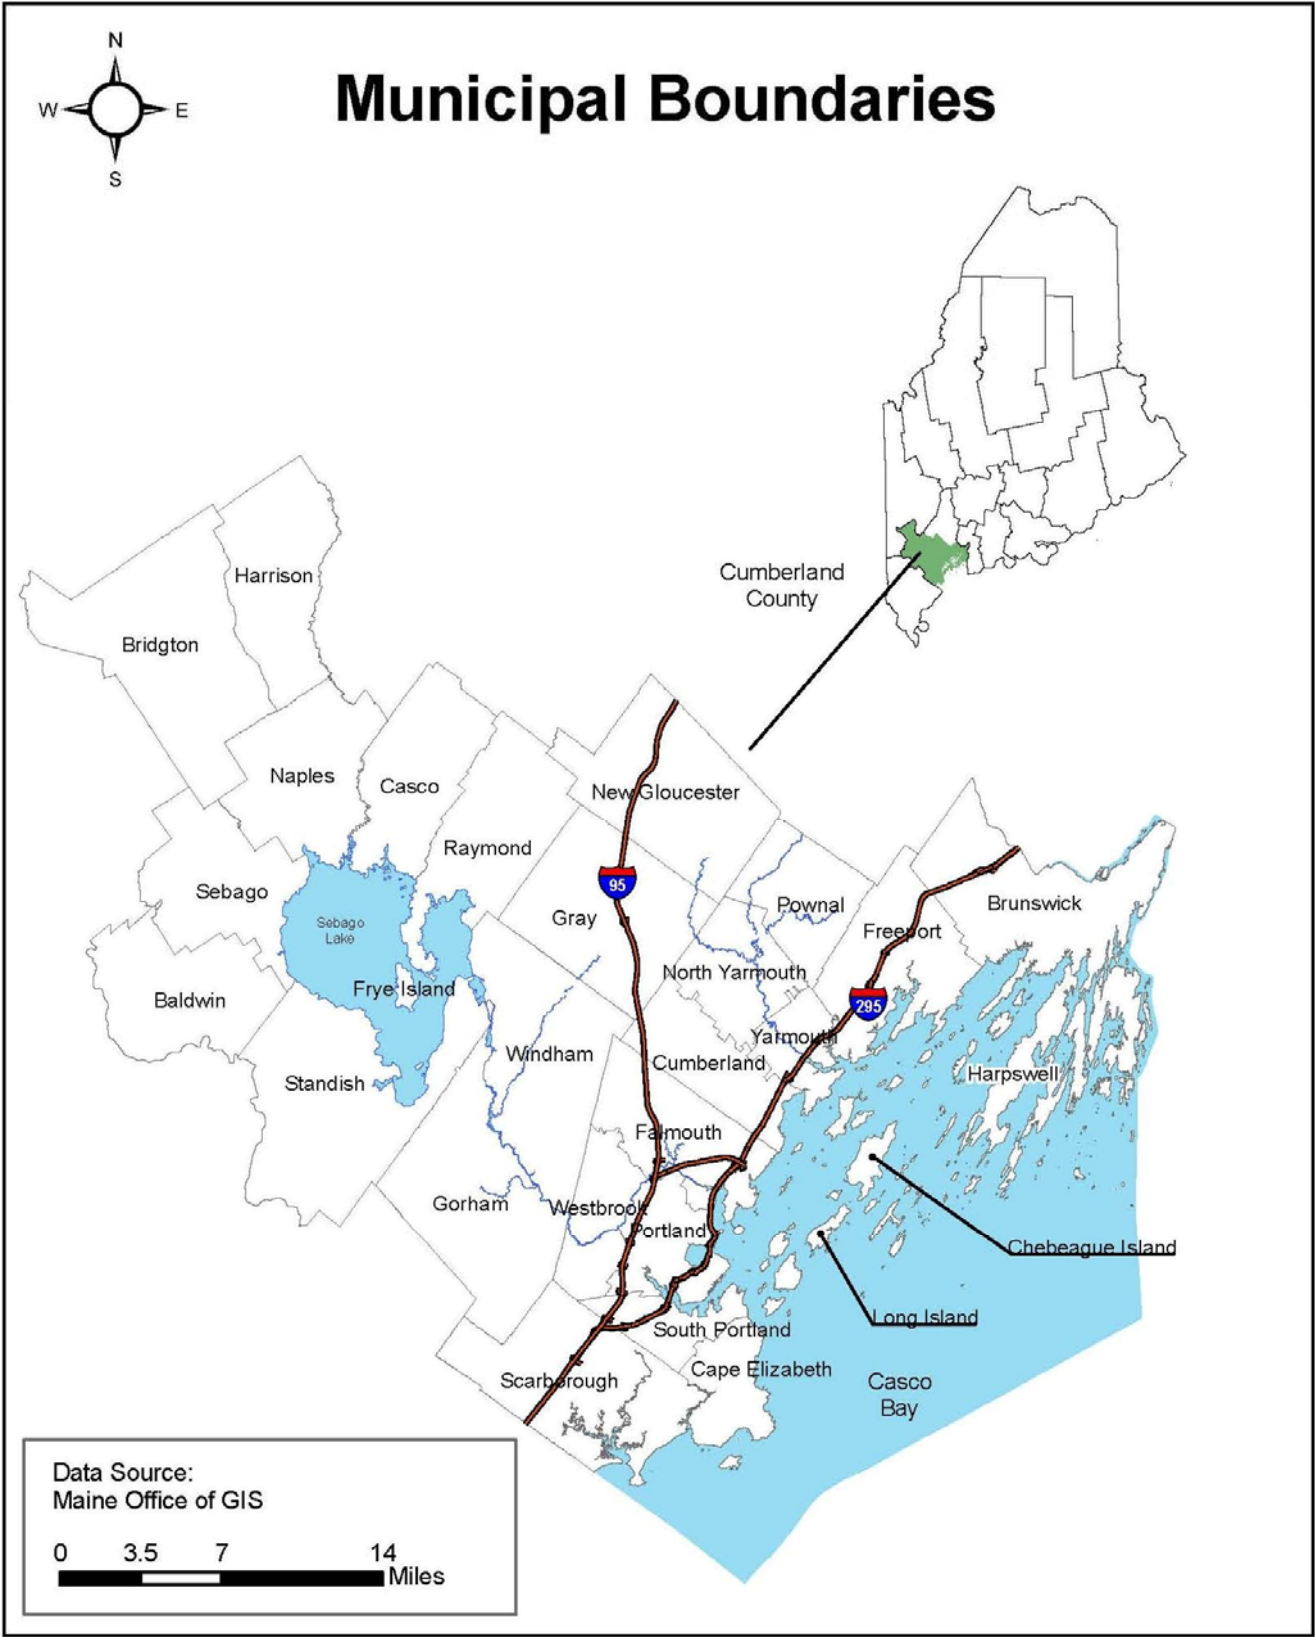 N
Municipal Boundaries
W
E
S
Cumberland
County
Harrison
Bridgton
Naples
Casco
New Gloucester
Raymond
95
Sebago
Pownal
Brunswick
Gray
Sebago
Lake
Freeport
North Yarmouth
Frye Island
Baldwin
295
Yarmouth
Windham
Cumberland
Standish
Harpswell
Falmouth
Gorham
Westbrook
Portland
Chebeague Island
Long Island
South Portland
Cape Elizabeth
Scarborough
Casco
Bay
Data Source:
Maine Office of GIS
0 3.5 7 14
Miles